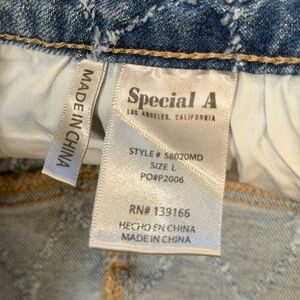 MADE IN CHINA
Special A
LOS ANGELES, CALIFORNIA
STYLE # S8020MD
SIZE L
PO#P2006
RN# 139166
HECHO EN CHINA
MADE IN CHINA